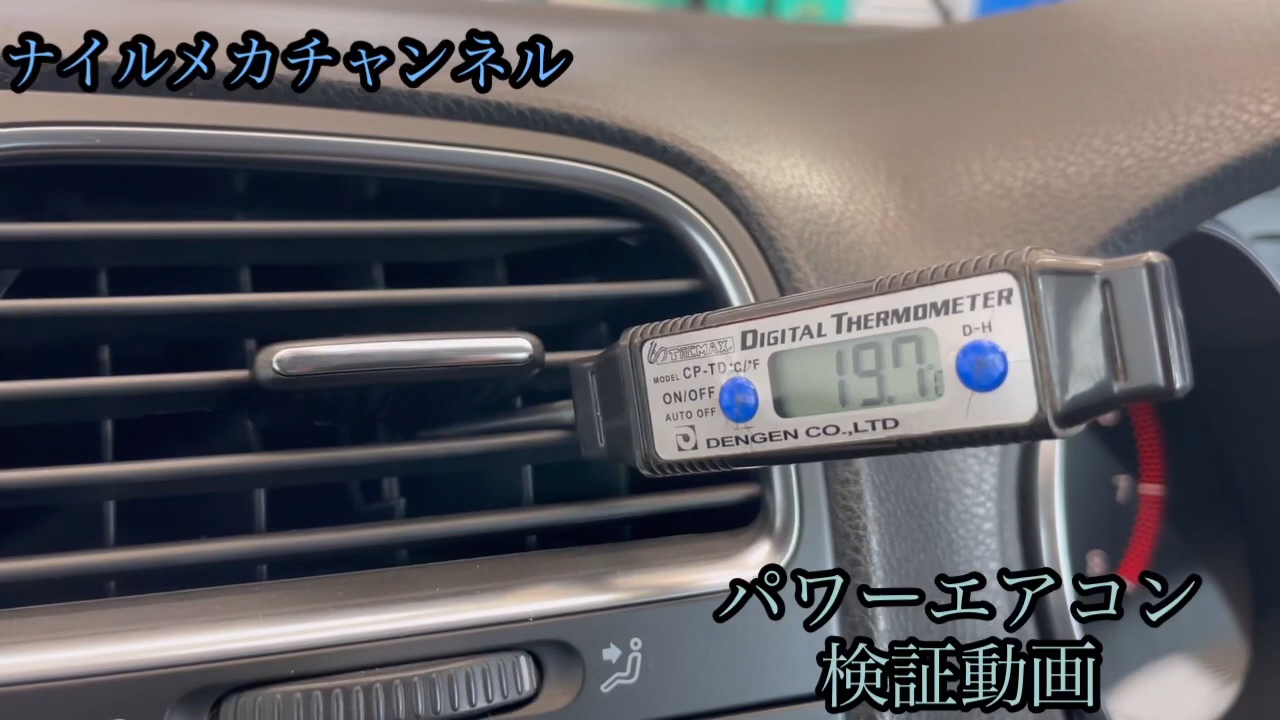 ナイルメカチャンネル
DIGITAL THERMOMETER
TECMAX
MODEL CP-TD °C/°F
D-H
ON/OFF
19.7
AUTO OFF
DENGEN CO.,LTD
パワーエアコン
検証動画